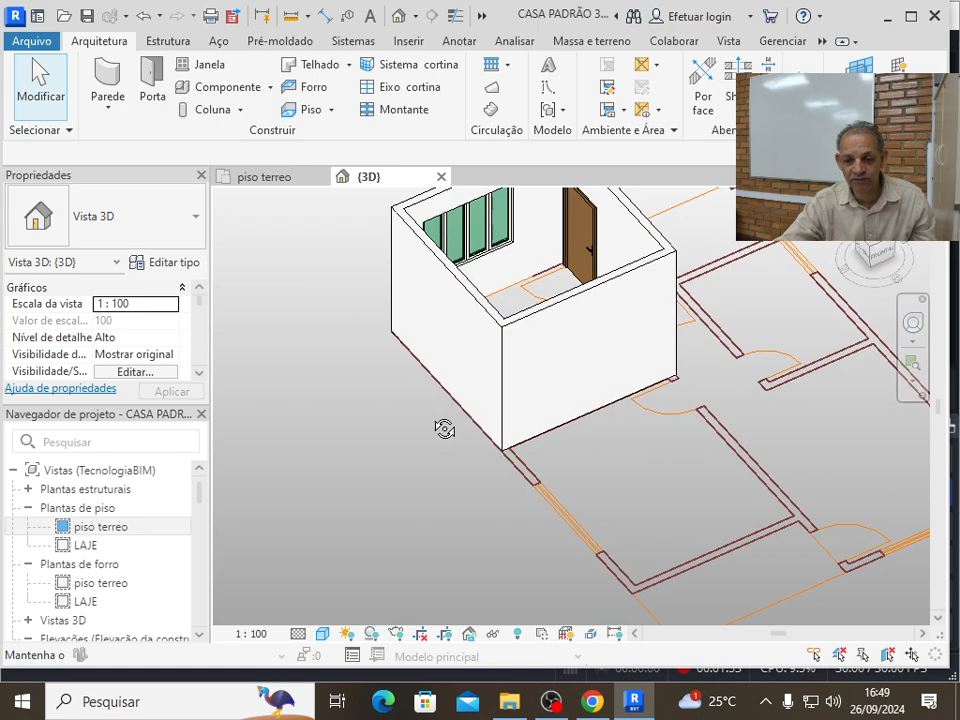 CASA PADRÃO 3...
Efetuar login
Arquivo Arquitetura Estrutura Aço Pré-moldado Sistemas Inserir Anotar Analisar Massa e terreno Colaborar Vista Gerenciar
Modificar
Parede
Porta
Janela
Componente
Coluna
Telhado
Forro
Piso
Sistema cortina
Eixo cortina
Montante
Por face
Selecionar
Construir
Circulação
Modelo
Ambiente e Área
Propriedades
piso terreo
{3D}
Vista 3D
Vista 3D: {3D}
Editar tipo
Gráficos
Escala da vista 1 : 100
Valor de escal... 100
Nível de detalhe Alto
Visibilidade d... Mostrar original
Visibilidade/S... Editar...
Ajuda de propriedades
Aplicar
Navegador de projeto - CASA PADR...
Pesquisar
Vistas (TecnologiaBIM)
Plantas estruturais
Plantas de piso
piso terreo
LAJE
Plantas de forro
piso terreo
LAJE
Vistas 3D
Elevações (Elevação da constru
1 : 100
Mantenha o
:0
Modelo principal
Pesquisar
25°C
16:49
26/09/2024